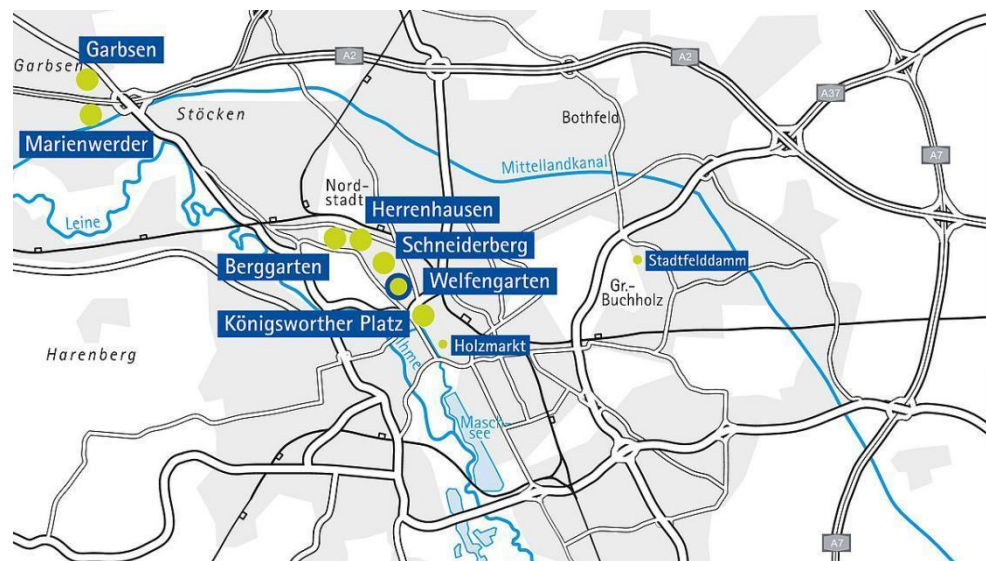 Garbsen
Garbsen
Marienwerder
Stöcken
A2
A2
A37
A7
Bothfeld
Mittellandkanal
Leine
Nord-
stadt
Herrenhausen
Schneiderberg
Berggarten
Welfengarten
Stadtfelddamm
Gr.-
Buchholz
Königsworther Platz
Ihme
Holzmarkt
Harenberg
Masch-
see
A7